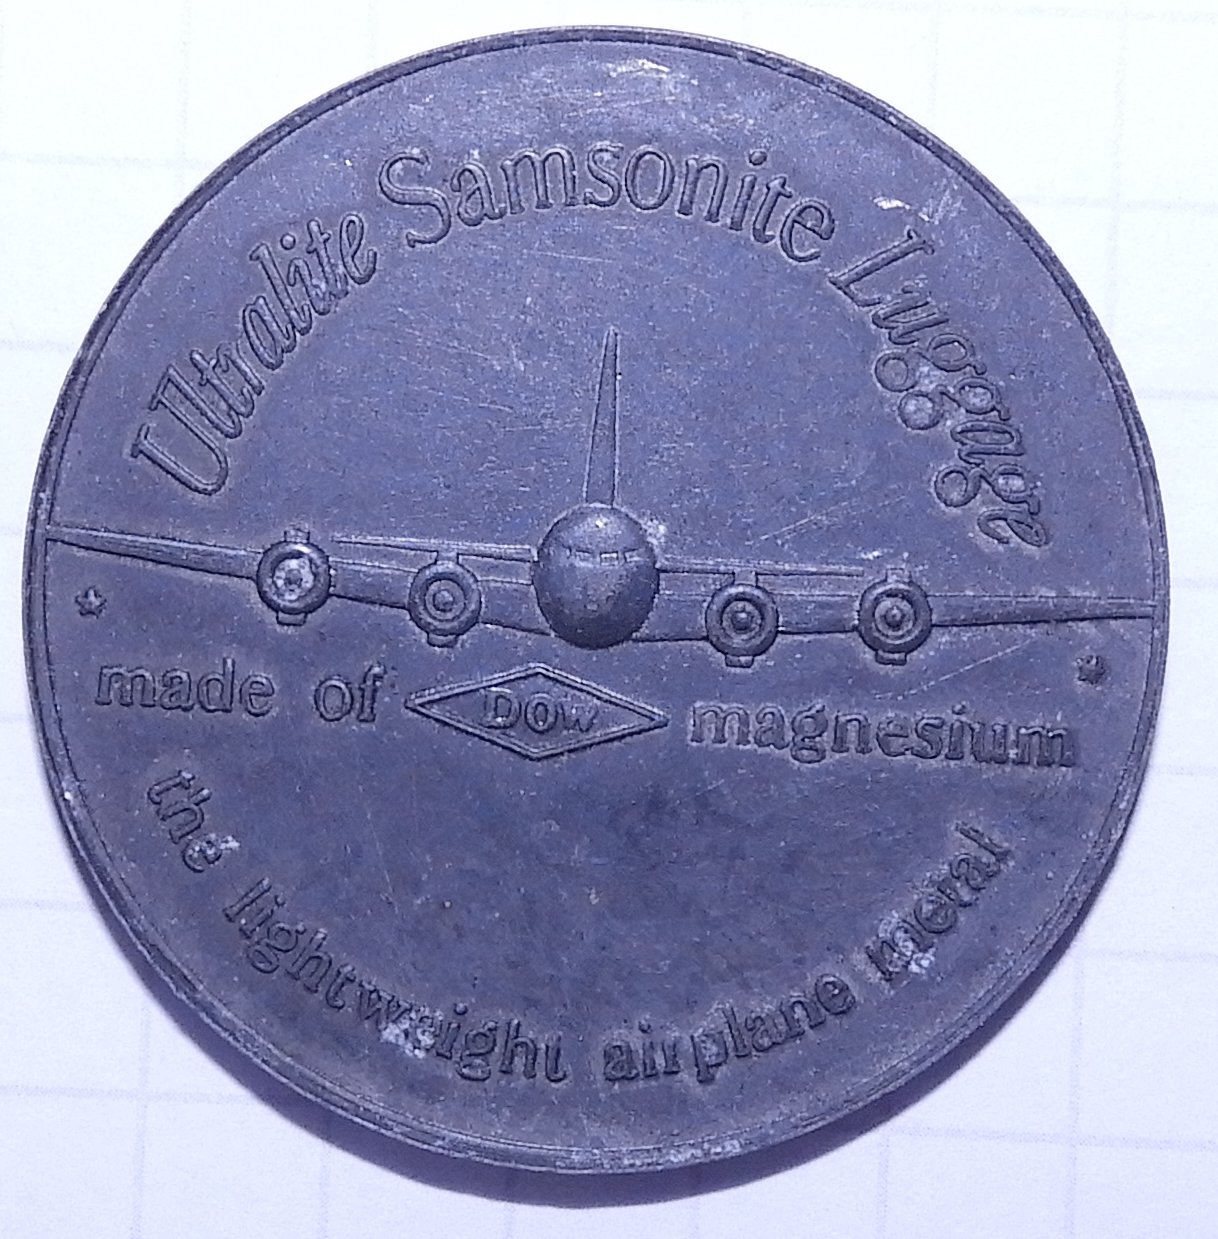 Ultralite Samsonite Luggage
made of DOW magnesium
the lightweight airplane metal